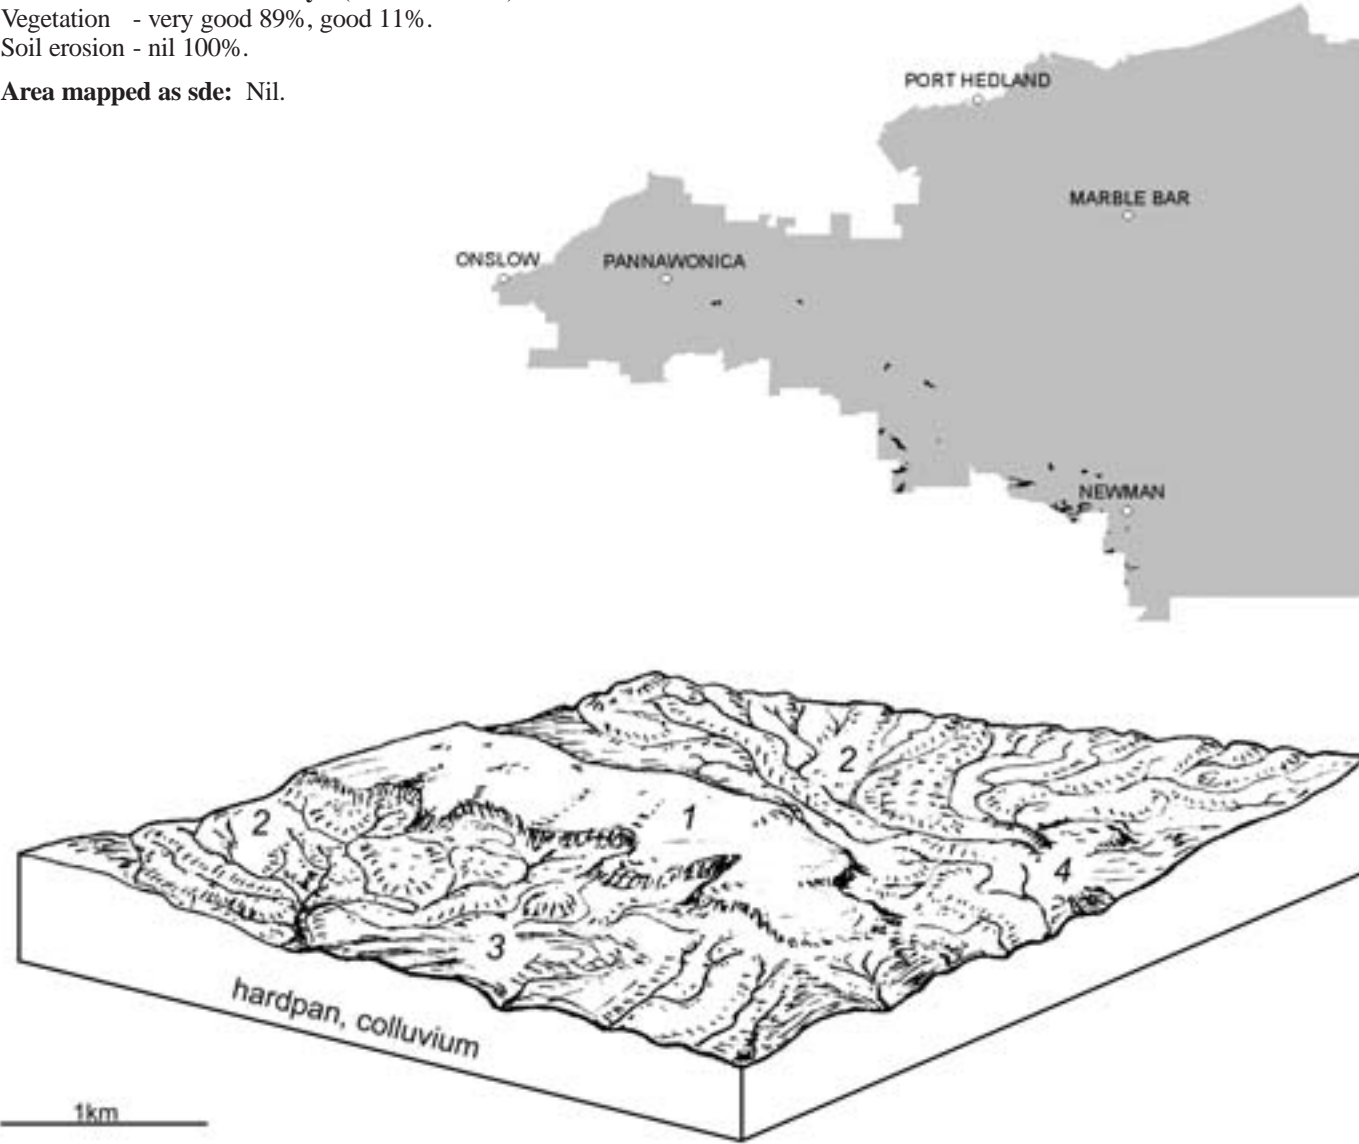 Vegetation - very good 89%, good 11%.
Soil erosion - nil 100%.
Area mapped as sde: Nil.
PORT HEDLAND
MARBLE BAR
ONSLOW
PANNAWONICA
NEWMAN
2
2
1
4
3
hardpan, colluvium
1km